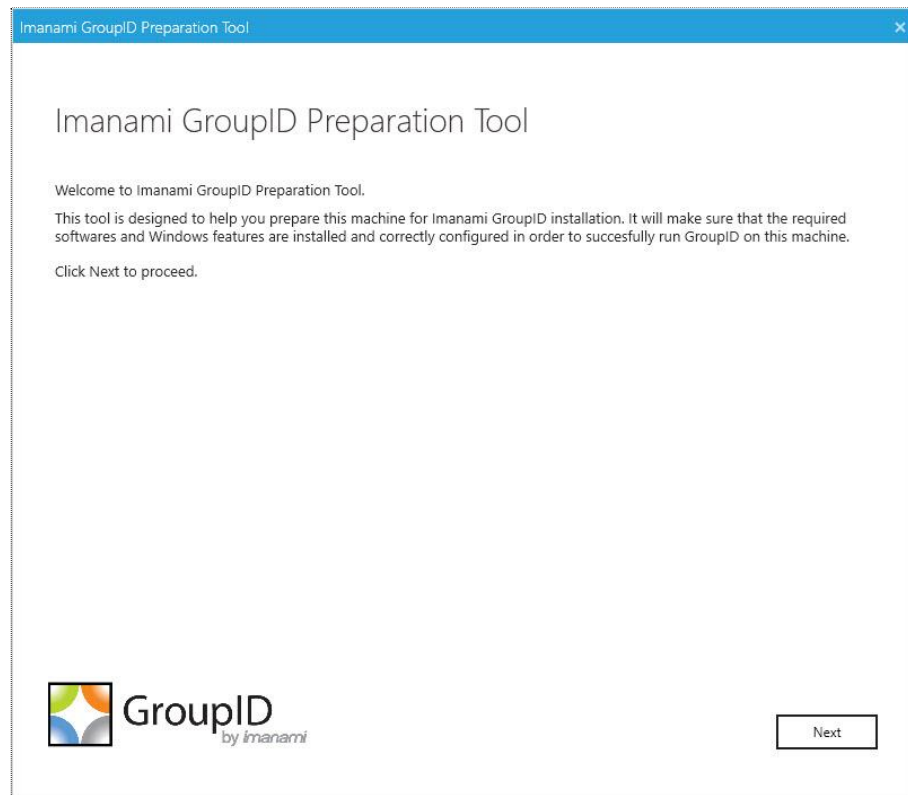 Imanami GroupID Preparation Tool
Imanami GroupID Preparation Tool
Welcome to Imanami GroupID Preparation Tool.
This tool is designed to help you prepare this machine for Imanami GroupID installation. It will make sure that the required
softwares and Windows features are installed and correctly configured in order to succesfully run GroupID on this machine.
Click Next to proceed.
GroupID
by imanami
Next